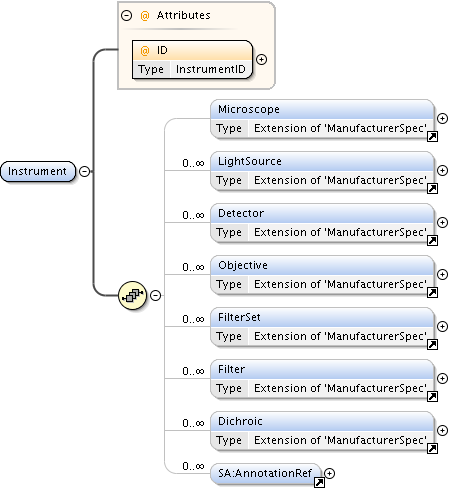 @ Attributes
@ ID
Type InstrumentID
Instrument
Microscope
Type Extension of 'ManufacturerSpec'
0..∞ LightSource
Type Extension of 'ManufacturerSpec'
0..∞ Detector
Type Extension of 'ManufacturerSpec'
0..∞ Objective
Type Extension of 'ManufacturerSpec'
0..∞ FilterSet
Type Extension of 'ManufacturerSpec'
0..∞ Filter
Type Extension of 'ManufacturerSpec'
0..∞ Dichroic
Type Extension of 'ManufacturerSpec'
0..∞ SA:AnnotationRef